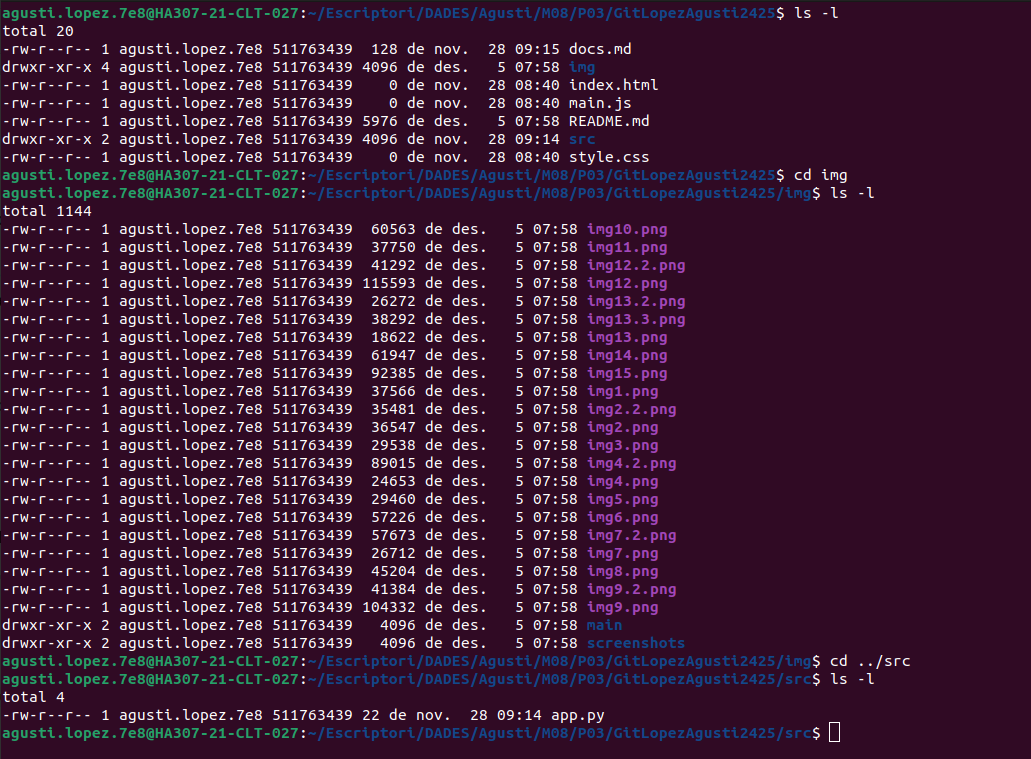 agusti.lopez.7e8@HA307-21-CLT-027:~/Escriptori/DADES/Agusti/M08/P03/GitLopezAgusti2425$ ls -l
total 20
-rw-r--r-- 1 agusti.lopez.7e8 511763439  128 de nov.  28 09:15 docs.md
drwxr-xr-x 4 agusti.lopez.7e8 511763439 4096 de des.   5 07:58 img
-rw-r--r-- 1 agusti.lopez.7e8 511763439    0 de nov.  28 08:40 index.html
-rw-r--r-- 1 agusti.lopez.7e8 511763439    0 de nov.  28 08:40 main.js
-rw-r--r-- 1 agusti.lopez.7e8 511763439 5976 de des.   5 07:58 README.md
drwxr-xr-x 2 agusti.lopez.7e8 511763439 4096 de nov.  28 09:14 src
-rw-r--r-- 1 agusti.lopez.7e8 511763439    0 de nov.  28 08:40 style.css
agusti.lopez.7e8@HA307-21-CLT-027:~/Escriptori/DADES/Agusti/M08/P03/GitLopezAgusti2425$ cd img
agusti.lopez.7e8@HA307-21-CLT-027:~/Escriptori/DADES/Agusti/M08/P03/GitLopezAgusti2425/img$ ls -l
total 1144
-rw-r--r-- 1 agusti.lopez.7e8 511763439  60563 de des.   5 07:58 img10.png
-rw-r--r-- 1 agusti.lopez.7e8 511763439  37750 de des.   5 07:58 img11.png
-rw-r--r-- 1 agusti.lopez.7e8 511763439  41292 de des.   5 07:58 img12.2.png
-rw-r--r-- 1 agusti.lopez.7e8 511763439 115593 de des.   5 07:58 img12.png
-rw-r--r-- 1 agusti.lopez.7e8 511763439  26272 de des.   5 07:58 img13.2.png
-rw-r--r-- 1 agusti.lopez.7e8 511763439  38292 de des.   5 07:58 img13.3.png
-rw-r--r-- 1 agusti.lopez.7e8 511763439  18622 de des.   5 07:58 img13.png
-rw-r--r-- 1 agusti.lopez.7e8 511763439  61947 de des.   5 07:58 img14.png
-rw-r--r-- 1 agusti.lopez.7e8 511763439  92385 de des.   5 07:58 img15.png
-rw-r--r-- 1 agusti.lopez.7e8 511763439  37566 de des.   5 07:58 img1.png
-rw-r--r-- 1 agusti.lopez.7e8 511763439  35481 de des.   5 07:58 img2.2.png
-rw-r--r-- 1 agusti.lopez.7e8 511763439  36547 de des.   5 07:58 img2.png
-rw-r--r-- 1 agusti.lopez.7e8 511763439  29538 de des.   5 07:58 img3.png
-rw-r--r-- 1 agusti.lopez.7e8 511763439  89015 de des.   5 07:58 img4.2.png
-rw-r--r-- 1 agusti.lopez.7e8 511763439  24653 de des.   5 07:58 img4.png
-rw-r--r-- 1 agusti.lopez.7e8 511763439  29460 de des.   5 07:58 img5.png
-rw-r--r-- 1 agusti.lopez.7e8 511763439  57226 de des.   5 07:58 img6.png
-rw-r--r-- 1 agusti.lopez.7e8 511763439  57673 de des.   5 07:58 img7.2.png
-rw-r--r-- 1 agusti.lopez.7e8 511763439  26712 de des.   5 07:58 img7.png
-rw-r--r-- 1 agusti.lopez.7e8 511763439  45204 de des.   5 07:58 img8.png
-rw-r--r-- 1 agusti.lopez.7e8 511763439  41384 de des.   5 07:58 img9.2.png
-rw-r--r-- 1 agusti.lopez.7e8 511763439 104332 de des.   5 07:58 img9.png
drwxr-xr-x 2 agusti.lopez.7e8 511763439   4096 de des.   5 07:58 main
drwxr-xr-x 2 agusti.lopez.7e8 511763439   4096 de des.   5 07:58 screenshots
agusti.lopez.7e8@HA307-21-CLT-027:~/Escriptori/DADES/Agusti/M08/P03/GitLopezAgusti2425/img$ cd ../src
agusti.lopez.7e8@HA307-21-CLT-027:~/Escriptori/DADES/Agusti/M08/P03/GitLopezAgusti2425/src$ ls -l
total 4
-rw-r--r-- 1 agusti.lopez.7e8 511763439 22 de nov.  28 09:14 app.py
agusti.lopez.7e8@HA307-21-CLT-027:~/Escriptori/DADES/Agusti/M08/P03/GitLopezAgusti2425/src$